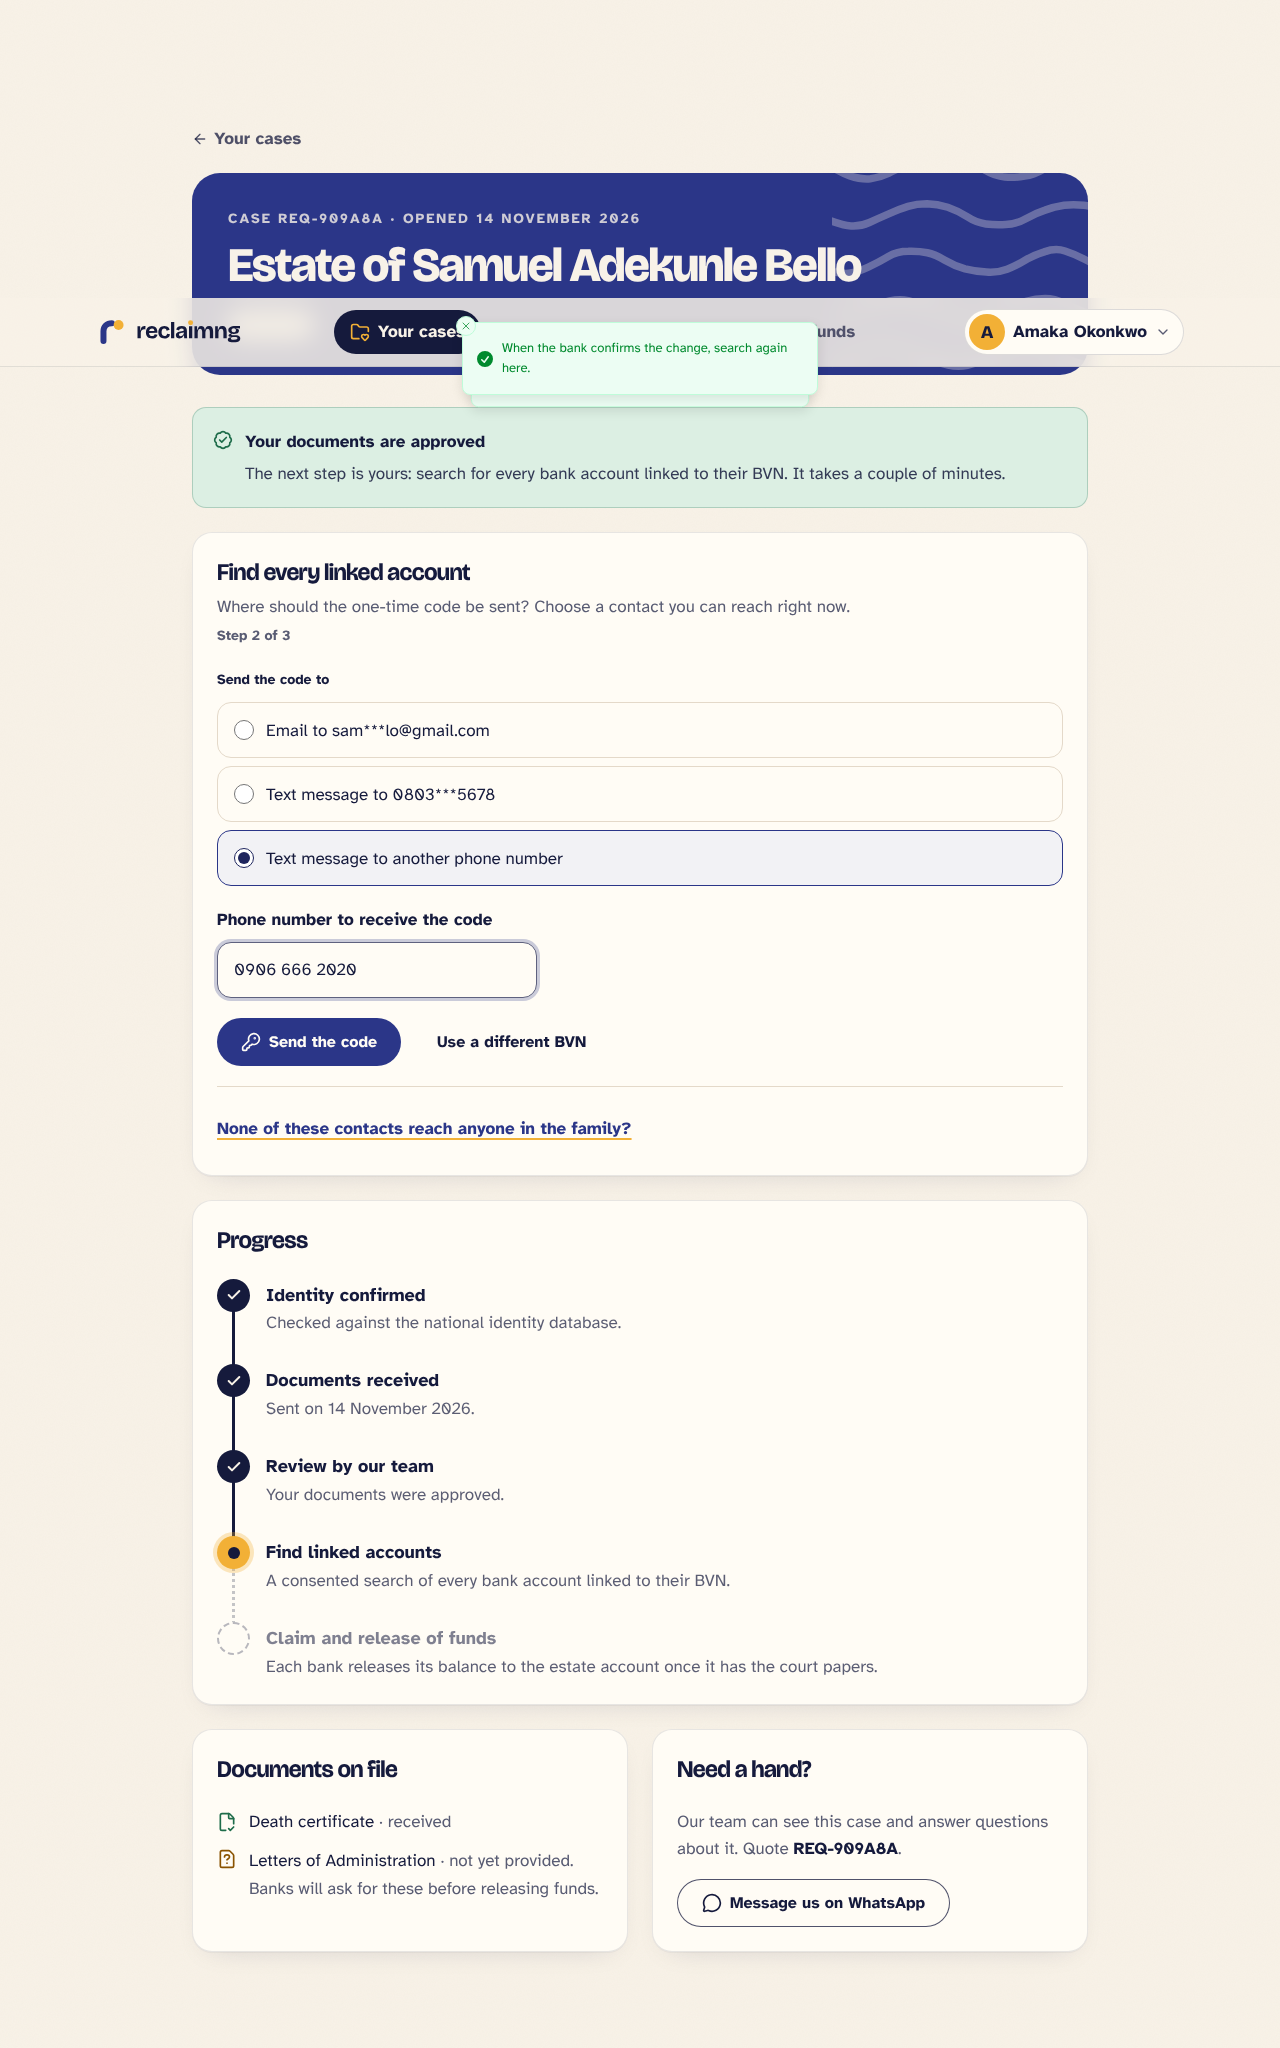 Your cases
CASE REQ-909A8A · OPENED 14 NOVEMBER 2026
Estate of Samuel Adekunle Bello
reclaimng
Your cases
unds
A
Amaka Okonkwo
When the bank confirms the change, search again
here.
Your documents are approved
The next step is yours: search for every bank account linked to their BVN. It takes a couple of minutes.
Find every linked account
Where should the one-time code be sent? Choose a contact you can reach right now.
Step 2 of 3
Send the code to
Email to sam***lo@gmail.com
Text message to 0803***5678
Text message to another phone number
Phone number to receive the code
0906 666 2020
Send the code
Use a different BVN
None of these contacts reach anyone in the family?
Progress
Identity confirmed
Checked against the national identity database.
Documents received
Sent on 14 November 2026.
Review by our team
Your documents were approved.
Find linked accounts
A consented search of every bank account linked to their BVN.
Claim and release of funds
Each bank releases its balance to the estate account once it has the court papers.
Documents on file
Death certificate · received
Letters of Administration · not yet provided.
Banks will ask for these before releasing funds.
Need a hand?
Our team can see this case and answer questions
about it. Quote REQ-909A8A.
Message us on WhatsApp